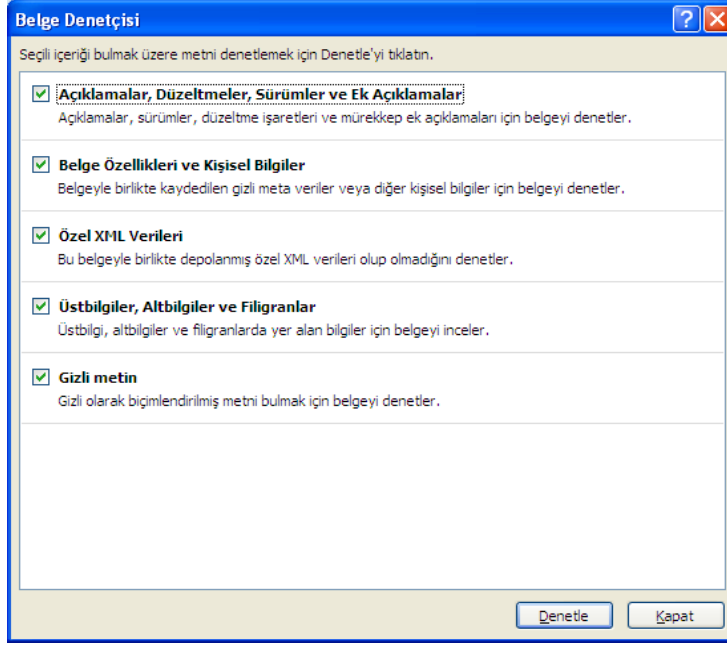 Belge Denetçisi
Seçili içeriği bulmak üzere metni denetlemek için Denetle'yi tıklatın.
Açıklamalar, Düzeltmeler, Sürümler ve Ek Açıklamalar
Açıklamalar, sürümler, düzeltme işaretleri ve mürekkep ek açıklamaları için belgeyi denetler.
Belge Özellikleri ve Kişisel Bilgiler
Belgeyle birlikte kaydedilen gizli meta veriler veya diğer kişisel bilgiler için belgeyi denetler.
Özel XML Verileri
Bu belgeyle birlikte depolanmış özel XML verileri olup olmadığını denetler.
Üstbilgiler, Altbilgiler ve Filigranlar
Üstbilgi, altbilgiler ve filigranlarda yer alan bilgiler için belgeyi inceler.
Gizli metin
Gizli olarak biçimlendirilmiş metni bulmak için belgeyi denetler.
Denetle Kapat